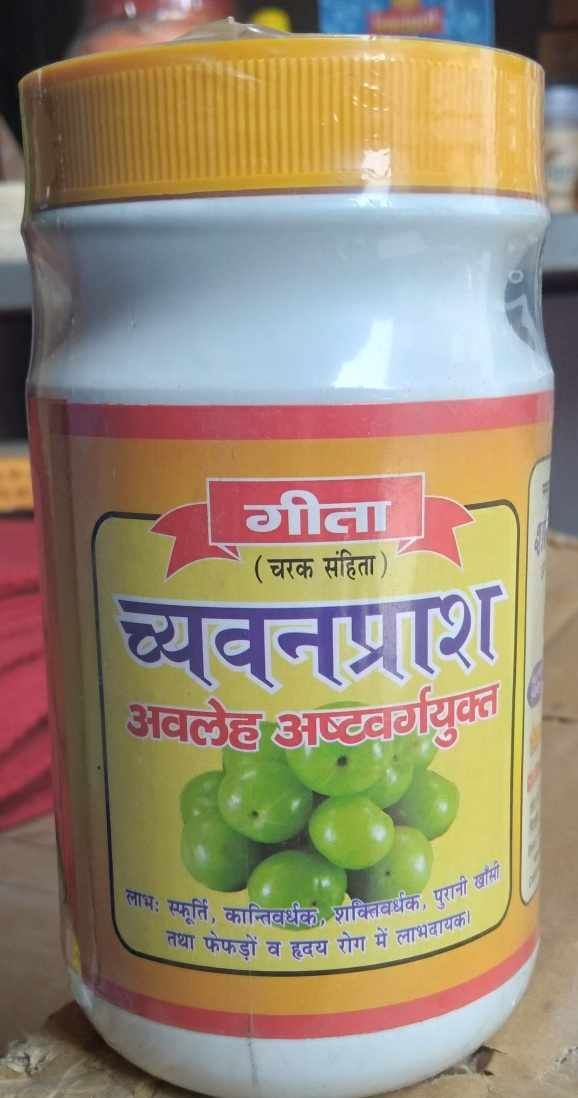 गीता
(चरक संहिता)
च्यवनप्राश
अवलेह अष्टवर्गयुक्त
लाभः स्फूर्ति, कान्तिवर्धक, शक्तिवर्धक, पुरानी खाँसी
तथा फेफड़ों व हृदय रोग में लाभदायक।